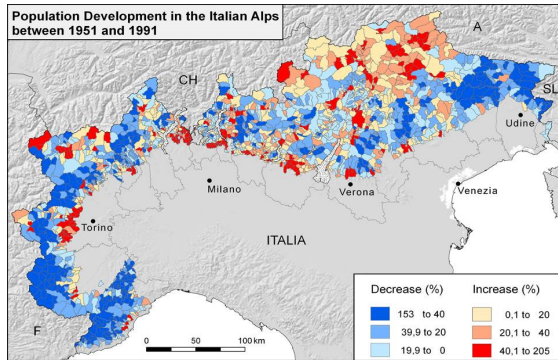 Population Development in the Italian Alps
between 1951 and 1991
A
CH
SL
Udine
Milano
Verona
Venezia
Torino
ITALIA
F
0 50 100 km
Decrease (%) Increase (%)
153 to 40 0,1 to 20
39,9 to 20 20,1 to 40
19,9 to 0 40,1 to 205